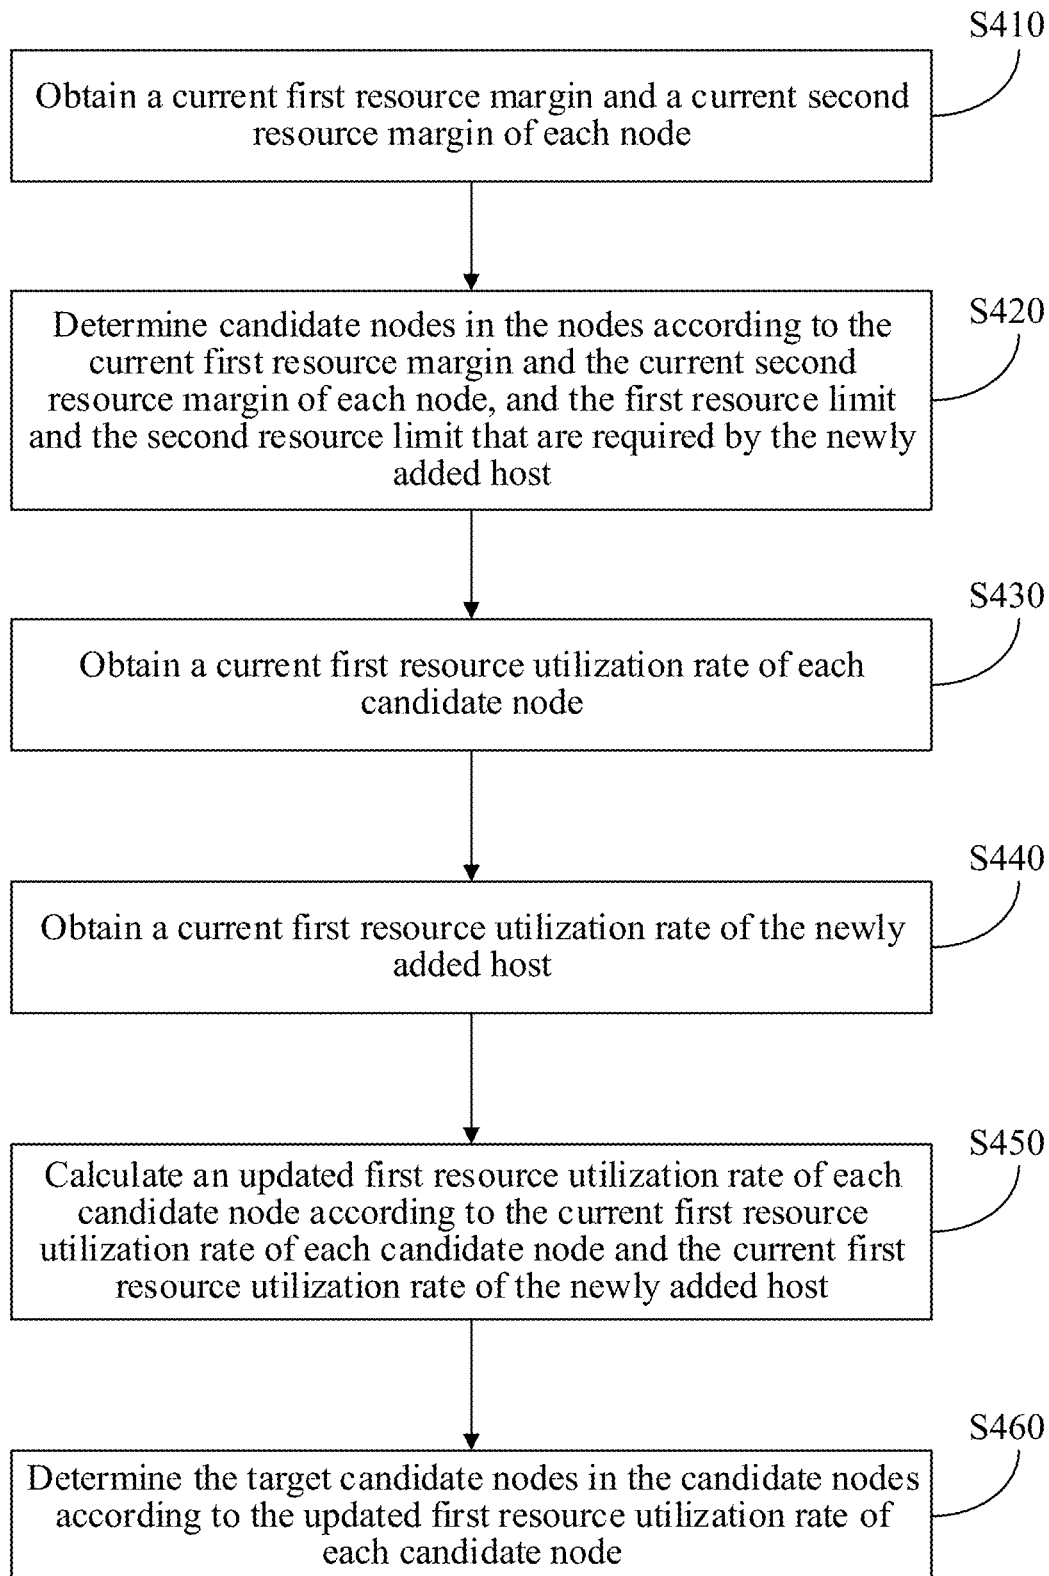 S410
Obtain a current first resource margin and a current second
resource margin of each node
S420
Determine candidate nodes in the nodes according to the
current first resource margin and the current second
resource margin of each node, and the first resource limit
and the second resource limit that are required by the newly
added host
S430
Obtain a current first resource utilization rate of each
candidate node
S440
Obtain a current first resource utilization rate of the newly
added host
S450
Calculate an updated first resource utilization rate of each
candidate node according to the current first resource
utilization rate of each candidate node and the current first
resource utilization rate of the newly added host
S460
Determine the target candidate nodes in the candidate nodes
according to the updated first resource utilization rate of
each candidate node